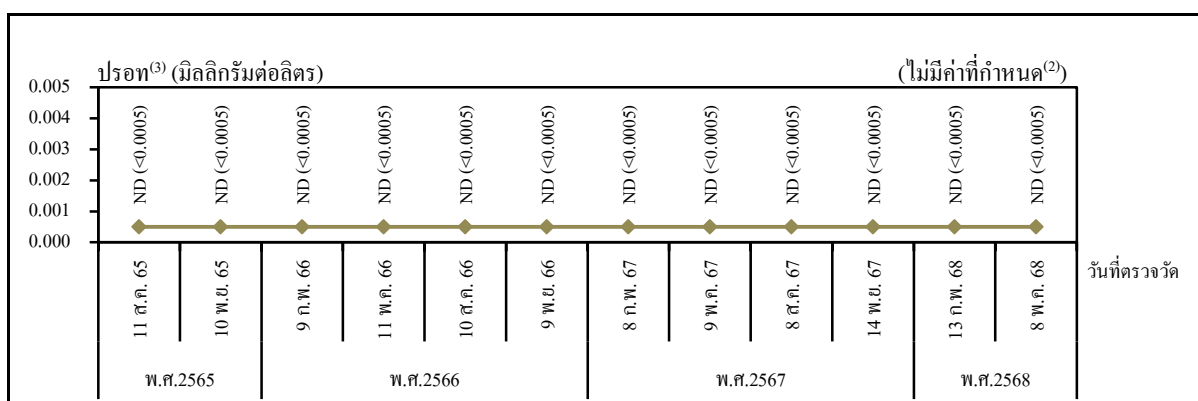 ปรอท⁽³⁾ (มิลลิกรัมต่อลิตร) (ไม่มีค่าที่กำหนด⁽²⁾)
0.005
0.004
0.003
0.002
0.001
0.000
ND (<0.0005) ND (<0.0005) ND (<0.0005) ND (<0.0005) ND (<0.0005) ND (<0.0005) ND (<0.0005) ND (<0.0005) ND (<0.0005) ND (<0.0005) ND (<0.0005) ND (<0.0005)
11 ส.ค. 65 10 พ.ย. 65 9 ก.พ. 66 11 พ.ค. 66 10 ส.ค. 66 9 พ.ย. 66 8 ก.พ. 67 9 พ.ค. 67 8 ส.ค. 67 14 พ.ย. 67 13 ก.พ. 68 8 พ.ค. 68
วันที่ตรวจวัด
พ.ศ.2565 พ.ศ.2566 พ.ศ.2567 พ.ศ.2568